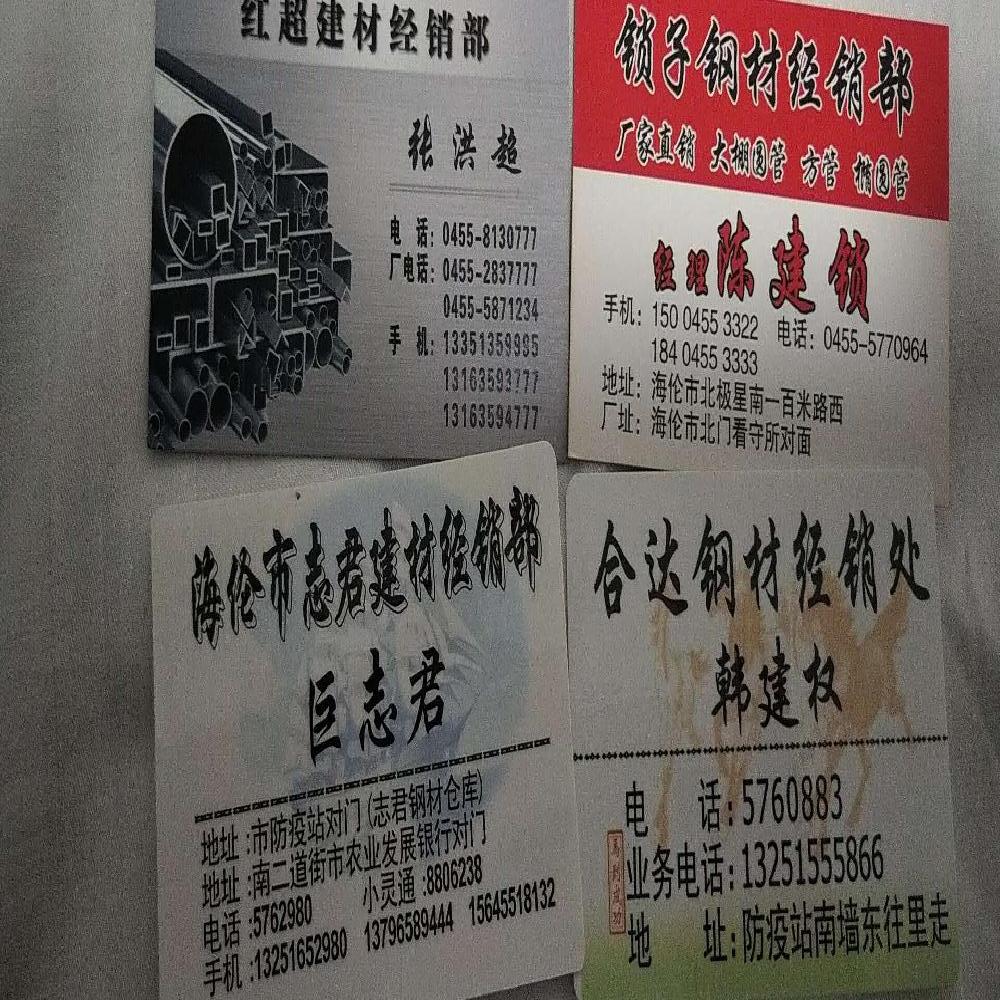 红超建材经销部
张洪超
电 话：0455-8130777
厂电话：0455-2837777
0455-5871234
手 机：13351359995
13163593777
13163594777
锁子钢材经销部
厂家直销 大棚圆管 方管 椭圆管
经理 陈建锁
手机：150 0455 3322 电话：0455-5770964
184 0455 3333
地址：海伦市北极星南一百米路西
厂址：海伦市北门看守所对面
海伦市志君建材经销部
巨志君
地址：市防疫站对门（志君钢材仓库）
地址：南二道街市农业发展银行对门
电话：5762980 小灵通：8806238
手机：13251652980 13796589444 15645518132
合达钢材经销处
韩建权
电 话：5760883
业务电话：13251555866
地 址：防疫站南墙东往里走
马到成功